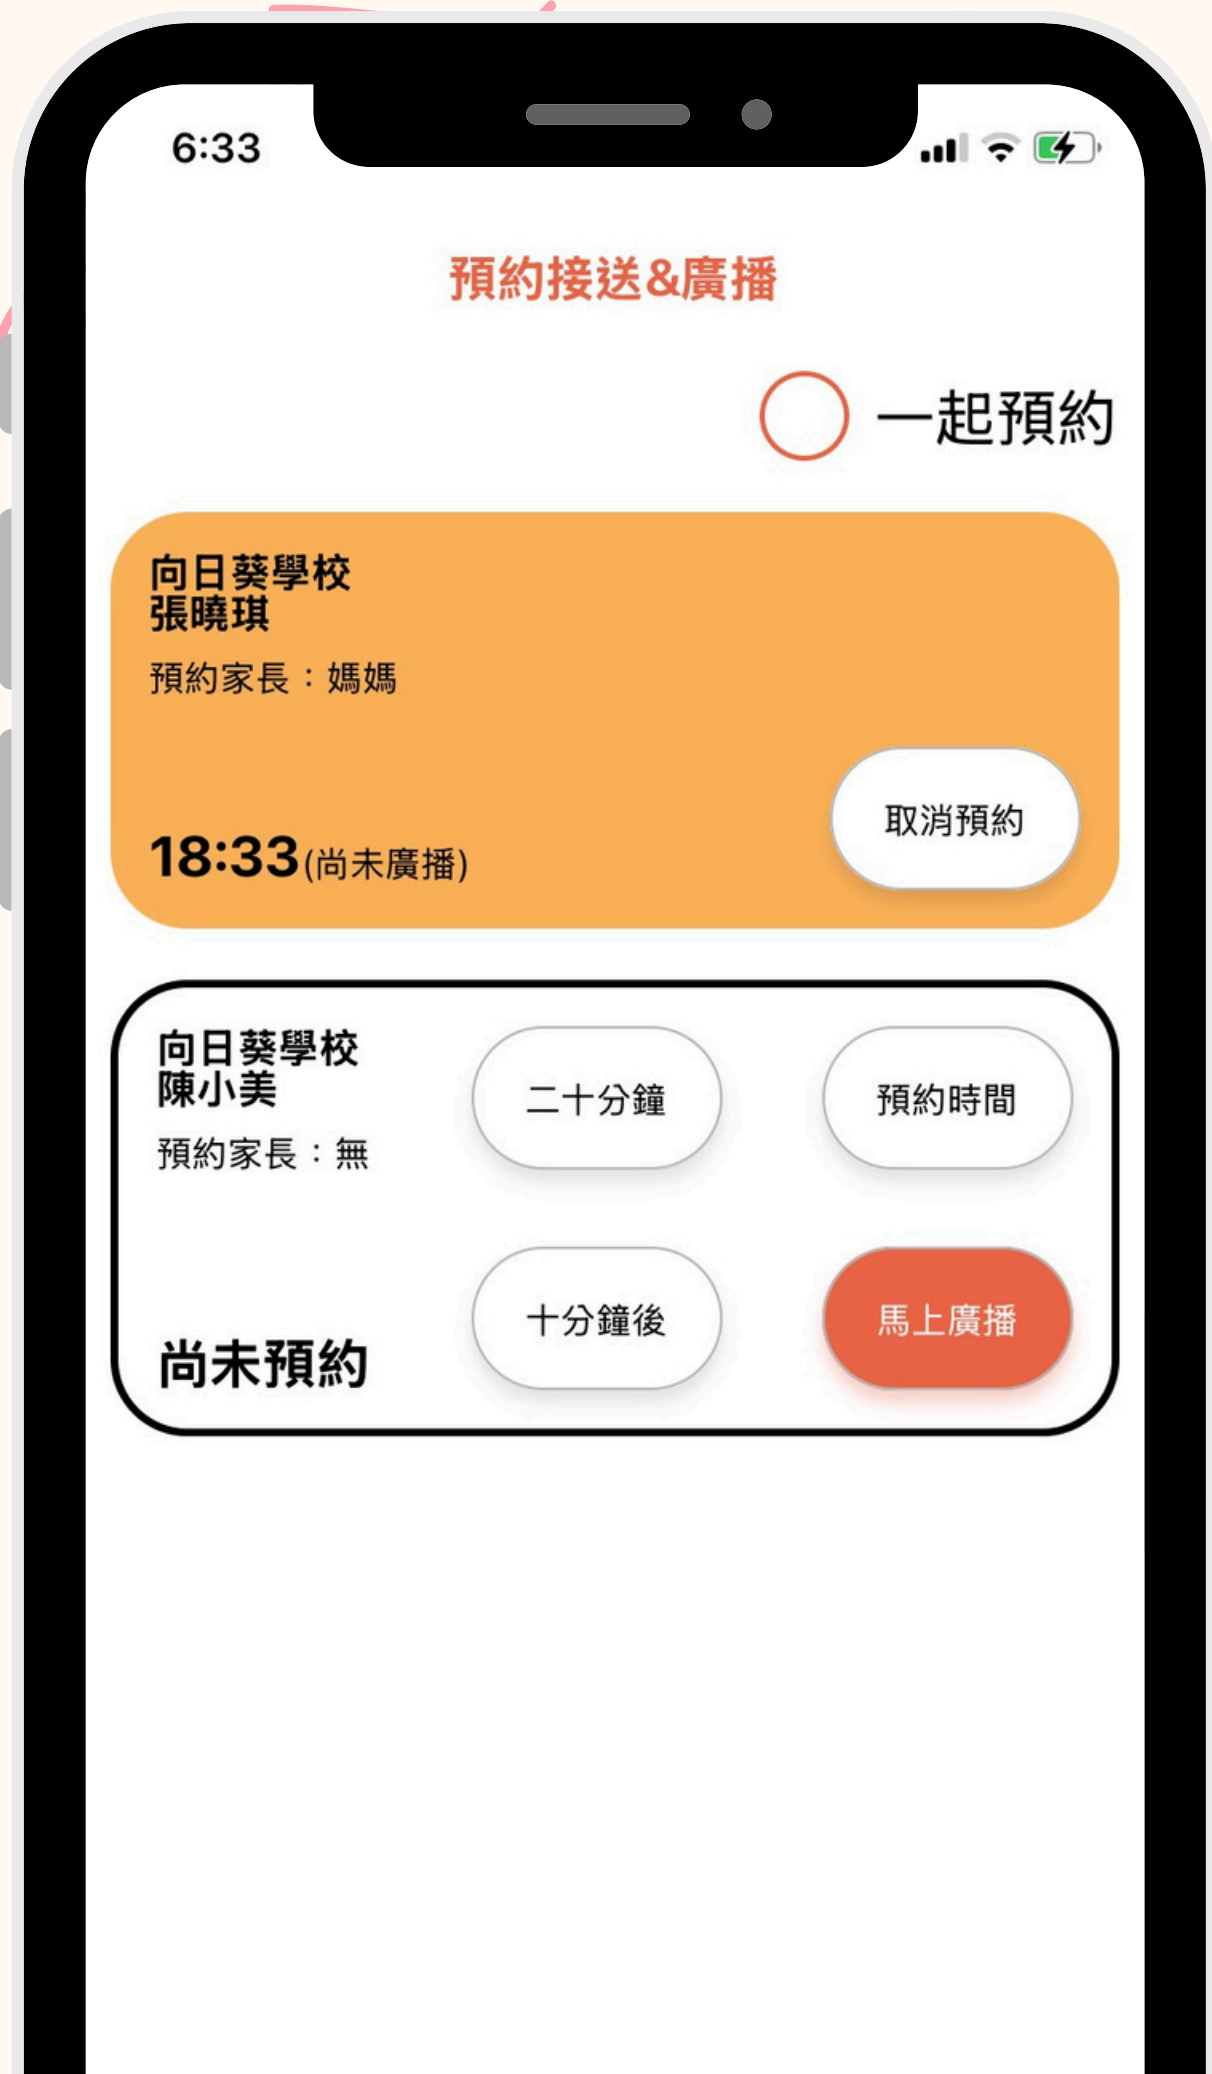 6:33
預約接送&廣播
一起預約
向日葵學校
張曉琪
預約家長：媽媽
取消預約
18:33(尚未廣播)
向日葵學校
陳小美
預約家長：無
二十分鐘
預約時間
十分鐘後
馬上廣播
尚未預約